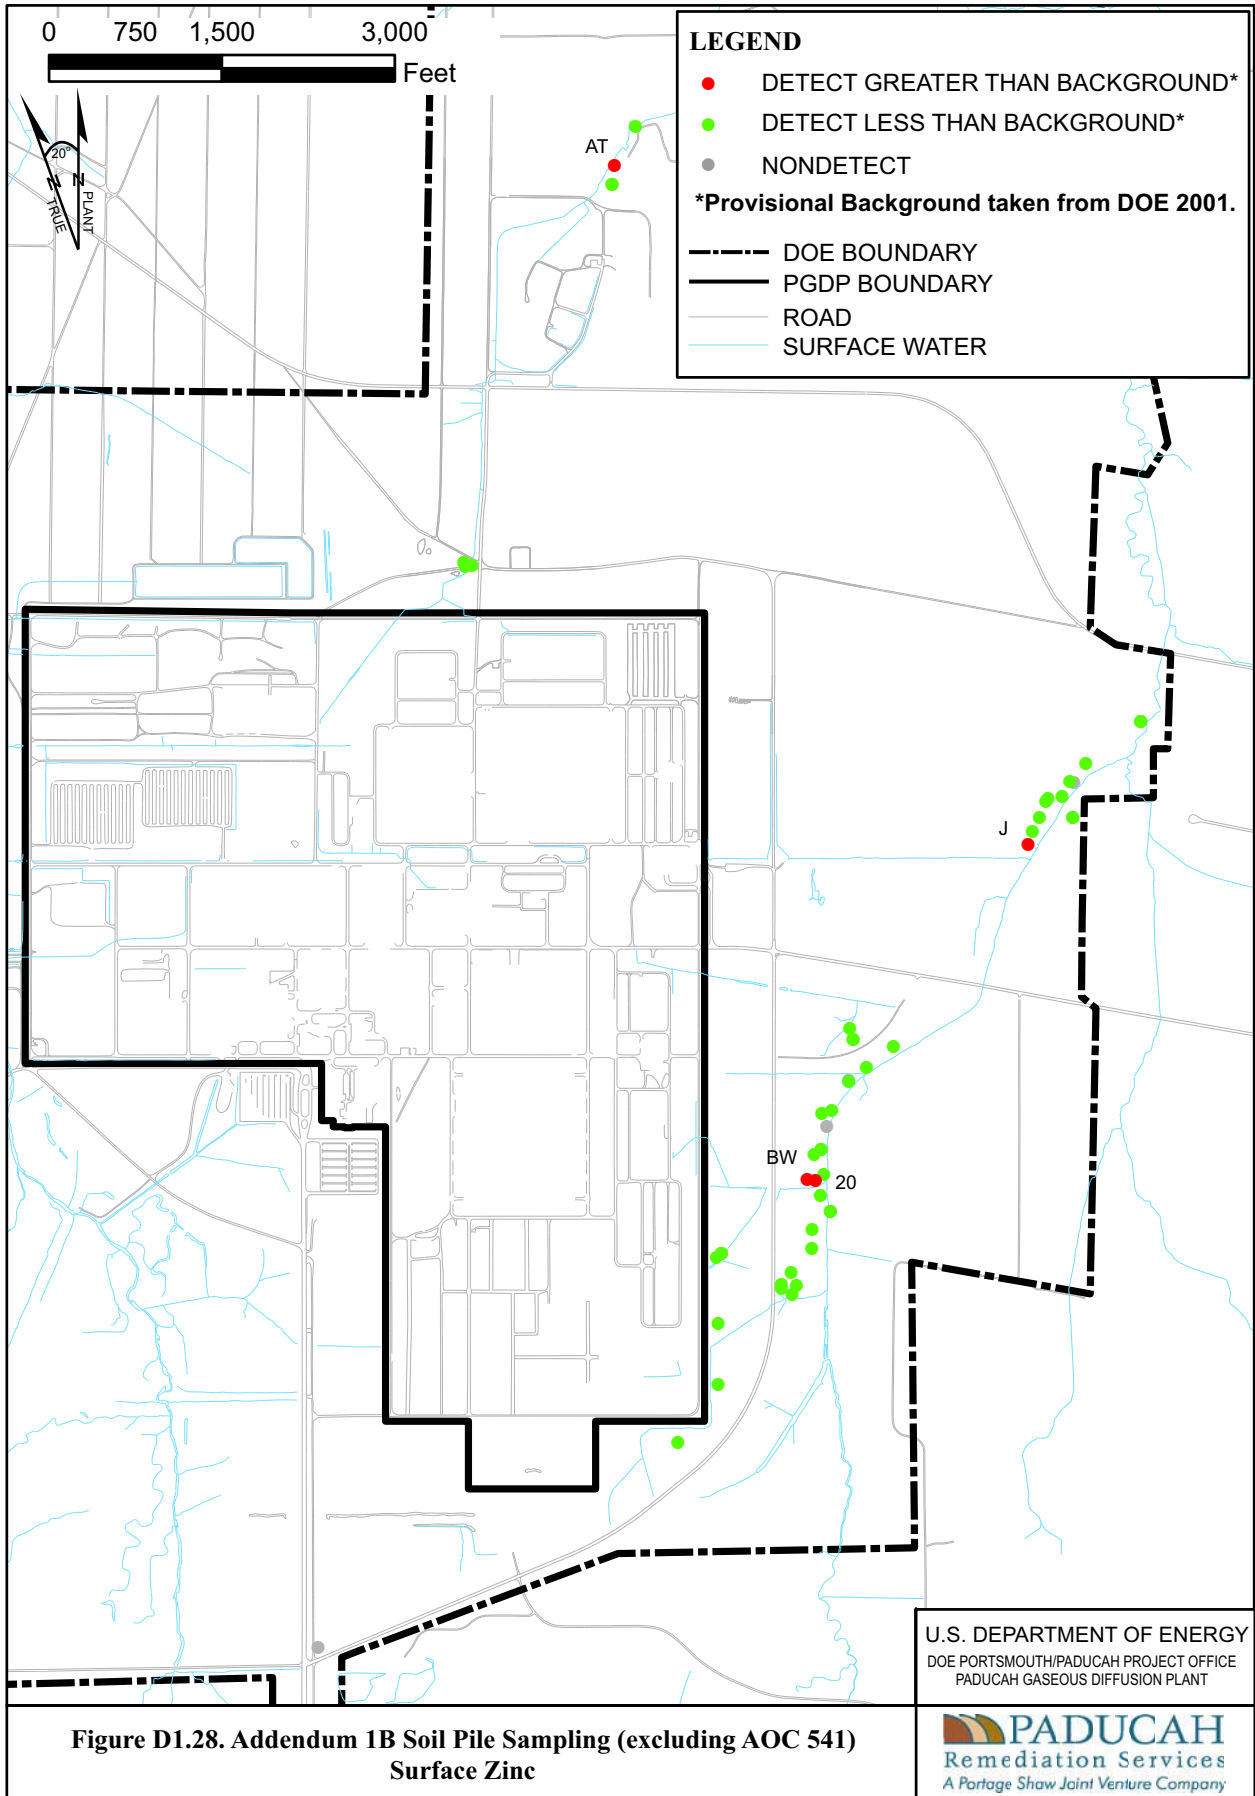 0 750 1,500 3,000
Feet
20°
N
TRUE
N
PLANT
LEGEND
DETECT GREATER THAN BACKGROUND*
DETECT LESS THAN BACKGROUND*
NONDETECT
*Provisional Background taken from DOE 2001.
DOE BOUNDARY
PGDP BOUNDARY
ROAD
SURFACE WATER
AT
J
BW
20
U.S. DEPARTMENT OF ENERGY
DOE PORTSMOUTH/PADUCAH PROJECT OFFICE
PADUCAH GASEOUS DIFFUSION PLANT
Figure D1.28. Addendum 1B Soil Pile Sampling (excluding AOC 541)
Surface Zinc
PADUCAH
Remediation Services
A Portage Shaw Joint Venture Company